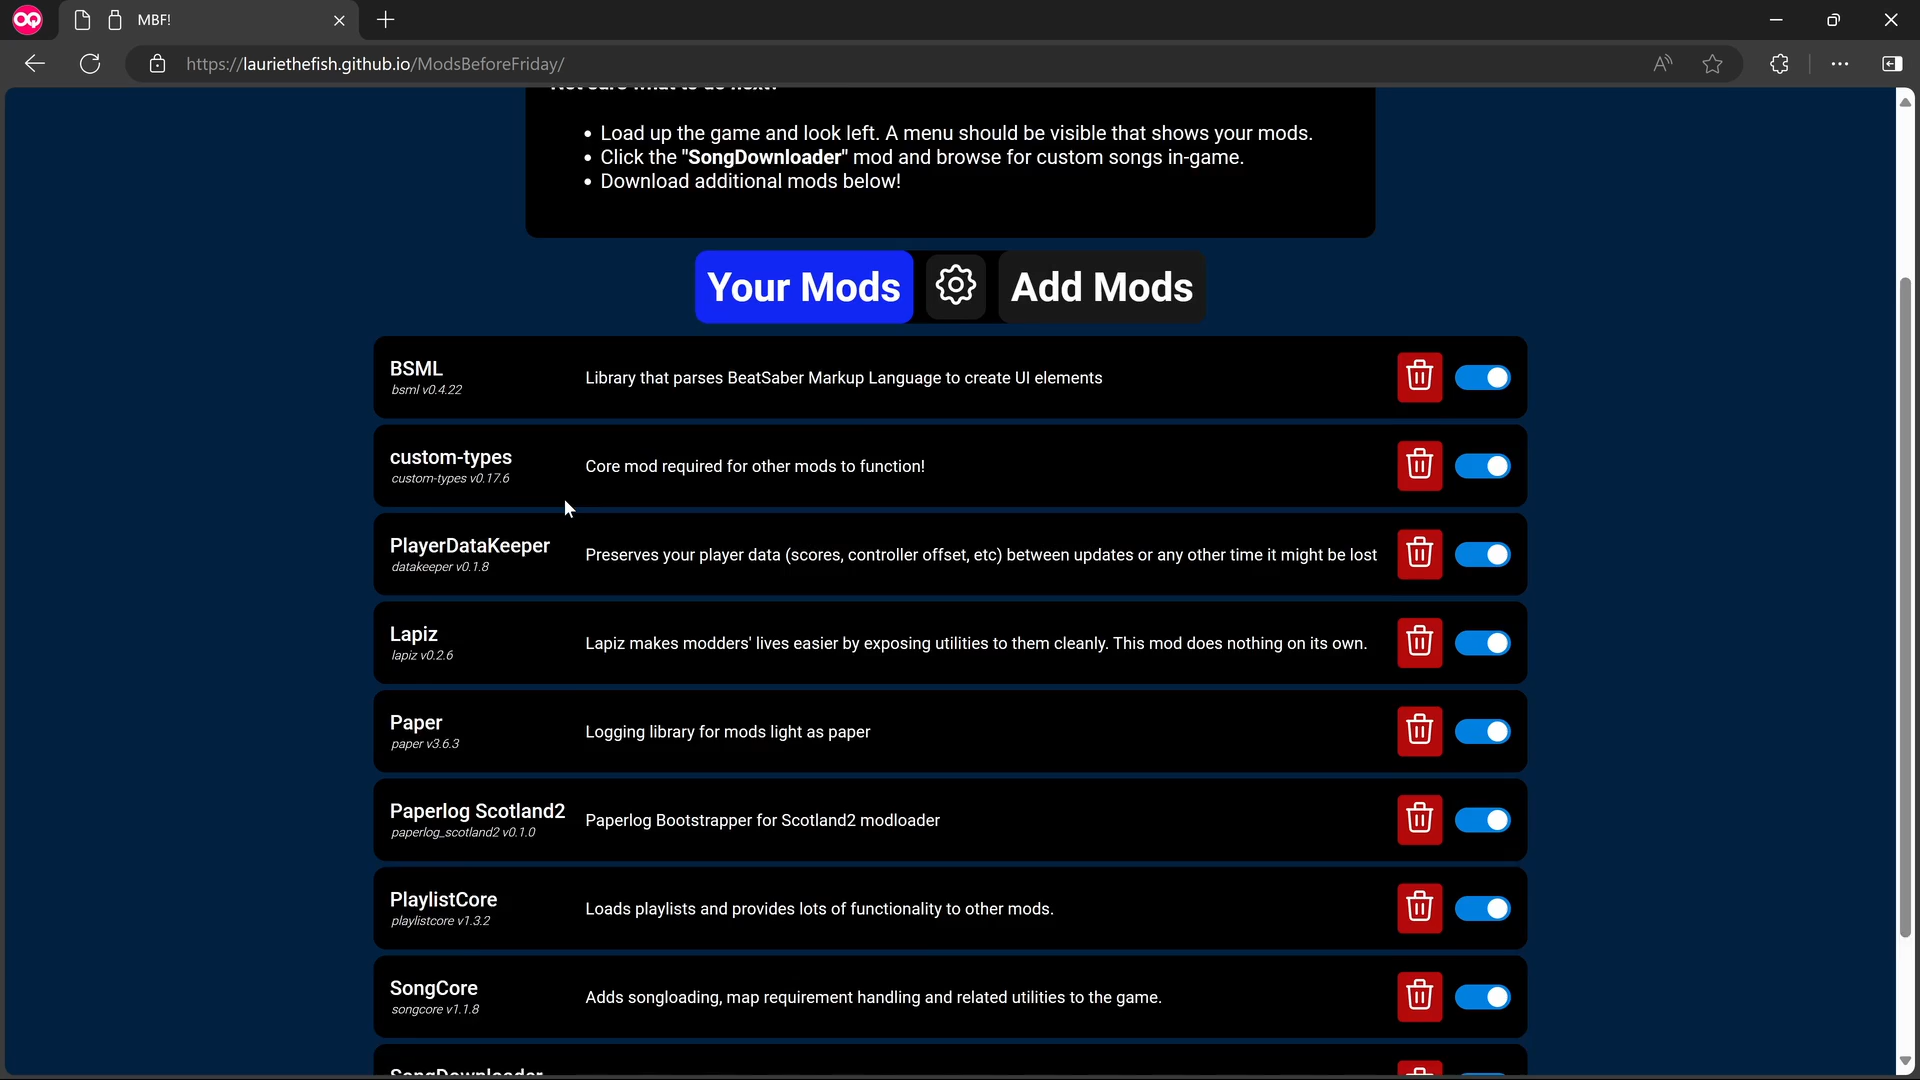 MBF!
https://lauriethefish.github.io/ModsBeforeFriday/
Not sure what to do next?
• Load up the game and look left. A menu should be visible that shows your mods.
• Click the "SongDownloader" mod and browse for custom songs in-game.
• Download additional mods below!
Your Mods
Add Mods
BSML
bsml v0.4.22
Library that parses BeatSaber Markup Language to create UI elements
custom-types
custom-types v0.17.6
Core mod required for other mods to function!
PlayerDataKeeper
datakeeper v0.1.8
Preserves your player data (scores, controller offset, etc) between updates or any other time it might be lost
Lapiz
lapiz v0.2.6
Lapiz makes modders' lives easier by exposing utilities to them cleanly. This mod does nothing on its own.
Paper
paper v3.6.3
Logging library for mods light as paper
Paperlog Scotland2
paperlog_scotland2 v0.1.0
Paperlog Bootstrapper for Scotland2 modloader
PlaylistCore
playlistcore v1.3.2
Loads playlists and provides lots of functionality to other mods.
SongCore
songcore v1.1.8
Adds songloading, map requirement handling and related utilities to the game.
SongDownloader